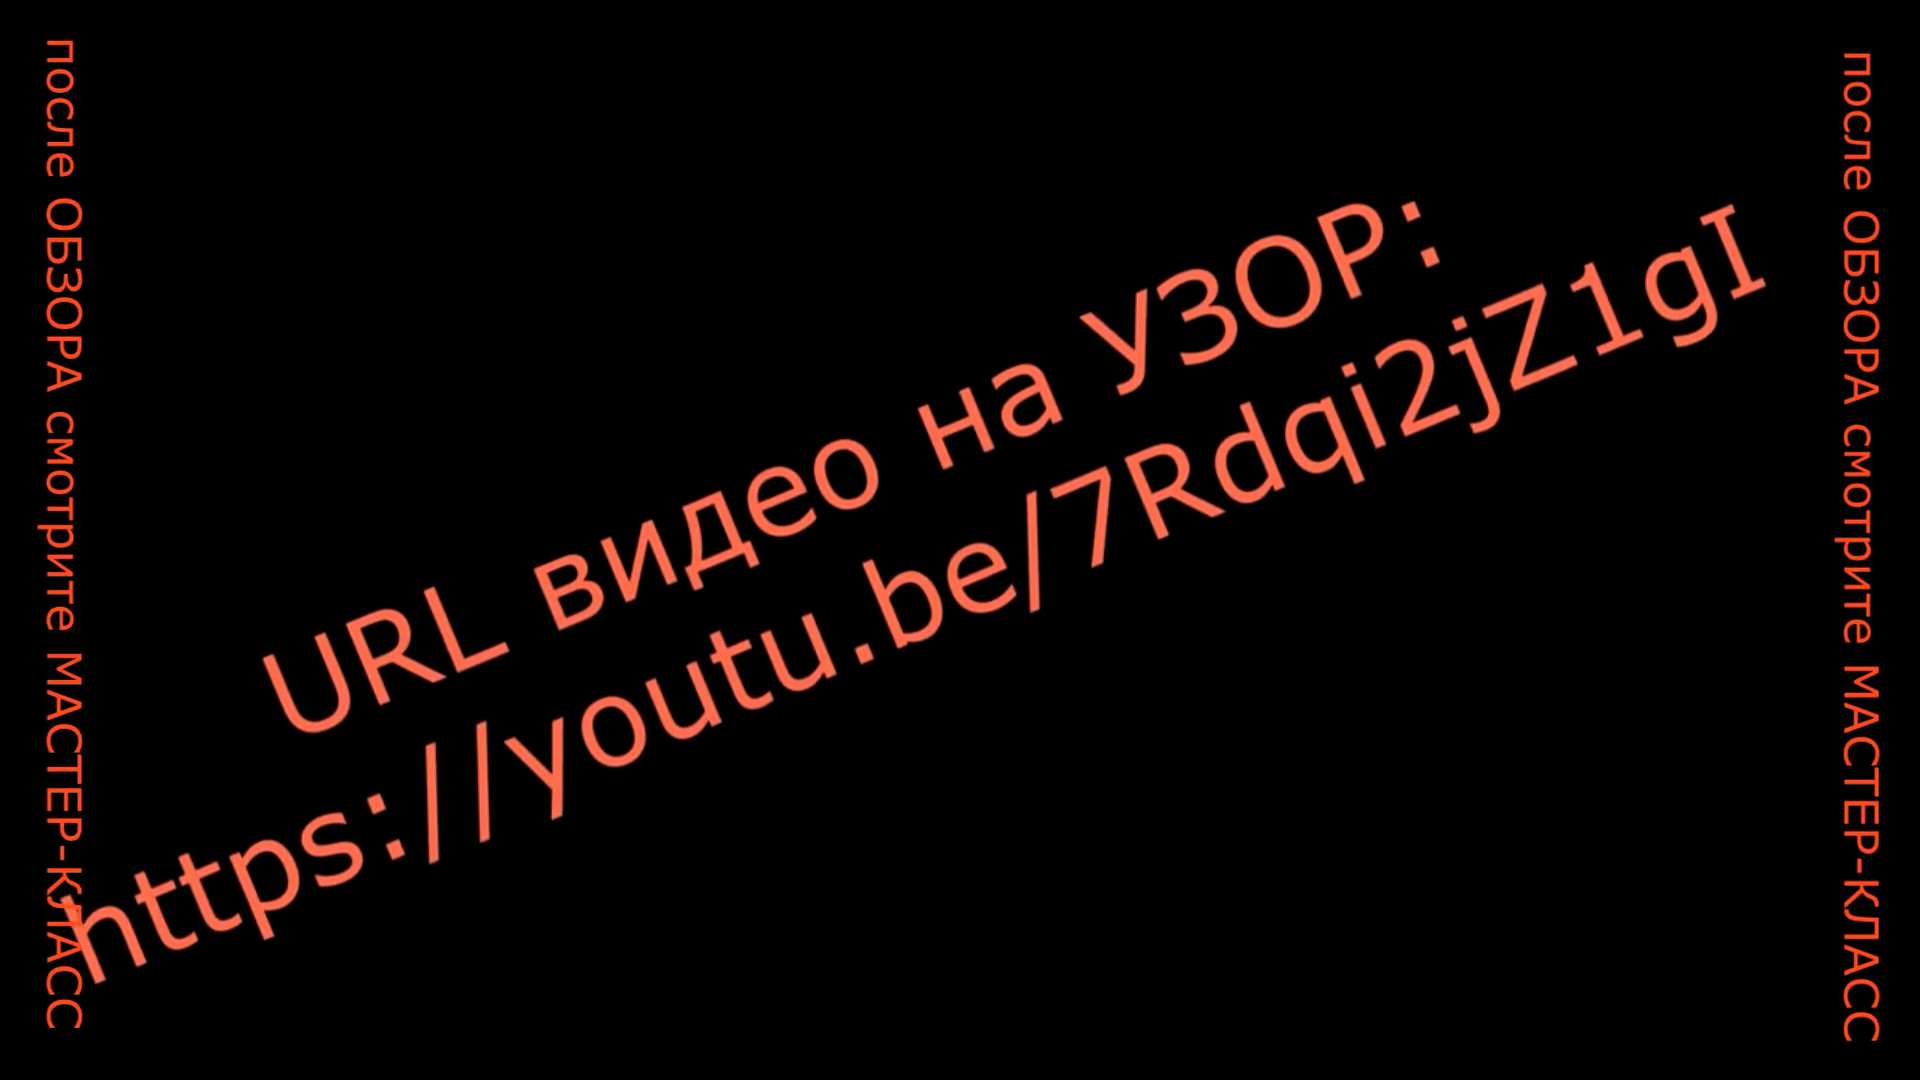 после ОБЗОРА смотрите МАСТЕР-КЛАСС
URL видео на УЗОР:
https://youtu.be/7Rdqi2jZ1gI
после ОБЗОРА смотрите МАСТЕР-КЛАСС